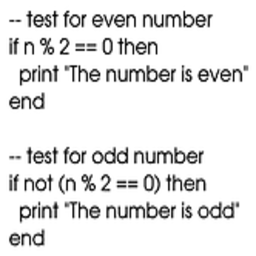 -- test for even number
if n % 2 == 0 then
  print "The number is even"
end

-- test for odd number
if not (n % 2 == 0) then
  print "The number is odd"
end